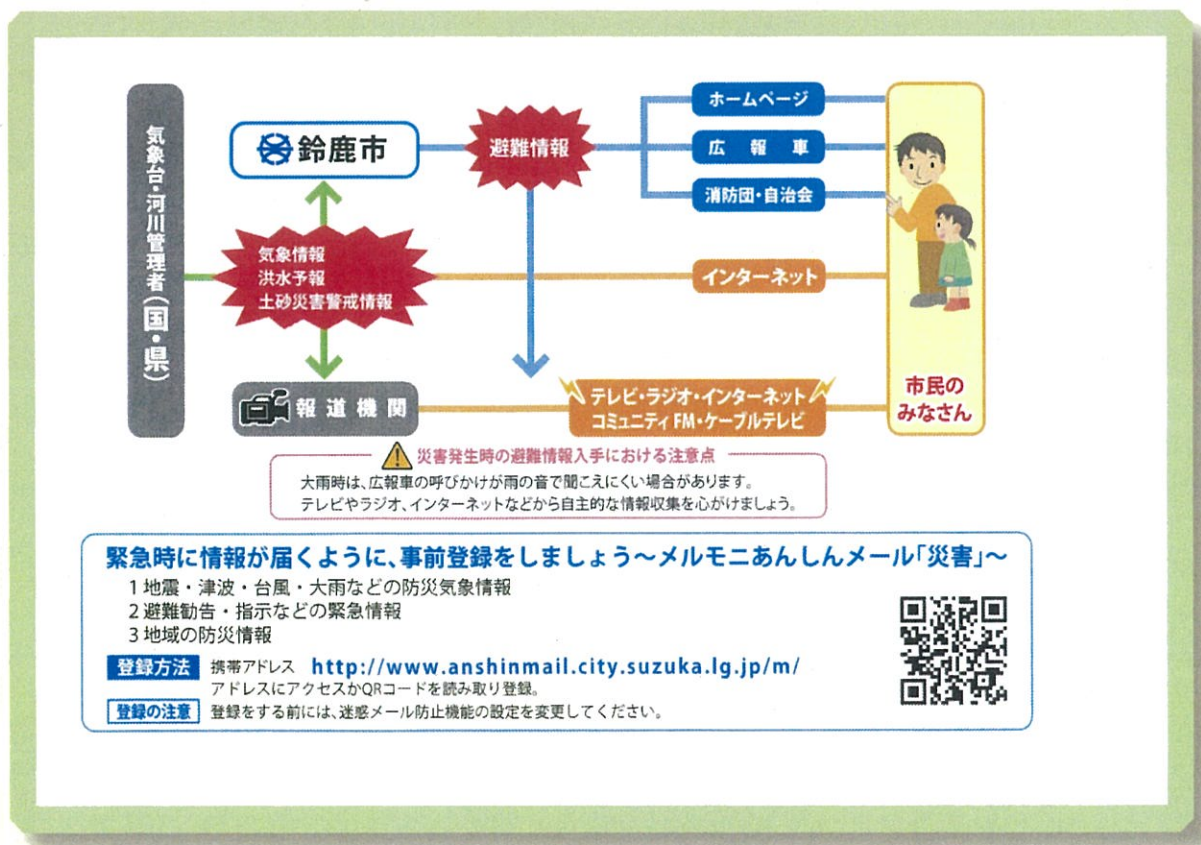 気象台・河川管理者(国・県)
鈴鹿市
避難情報
ホームページ
広報車
消防団・自治会
気象情報
洪水予報
土砂災害警戒情報
インターネット
報道機関
テレビ・ラジオ・インターネット
コミュニティFM・ケーブルテレビ
市民の
みなさん
災害発生時の避難情報入手における注意点
大雨時は、広報車の呼びかけが雨の音で聞こえにくい場合があります。
テレビやラジオ、インターネットなどから自主的な情報収集を心がけましょう。
緊急時に情報が届くように、事前登録をしましょう～メルモニあんしんメール「災害」～
1 地震・津波・台風・大雨などの防災気象情報
2 避難勧告・指示などの緊急情報
3 地域の防災情報
登録方法 携帯アドレス http://www.anshinmail.city.suzuka.lg.jp/m/
アドレスにアクセスかQRコードを読み取り登録。
登録の注意 登録をする前には、迷惑メール防止機能の設定を変更してください。